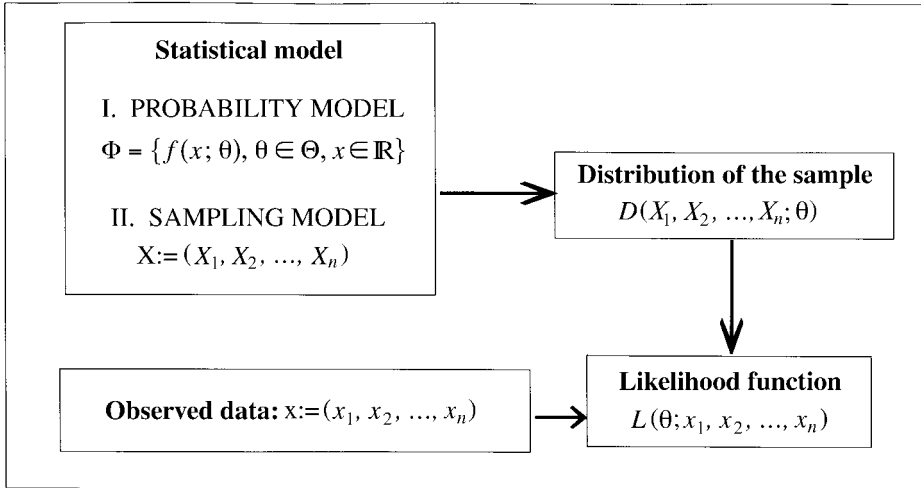 Statistical model
I. PROBABILITY MODEL
Φ = {f(x; θ), θ ∈ Θ, x ∈ ℝ}
II. SAMPLING MODEL
X:= (X₁, X₂, ..., Xₙ)
Distribution of the sample
D(X₁, X₂, ..., Xₙ; θ)
Observed data: x:= (x₁, x₂, ..., xₙ)
Likelihood function
L(θ; x₁, x₂, ..., xₙ)